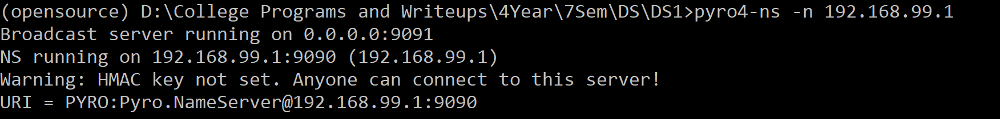 (opensource) D:\College Programs and Writeups\4Year\7Sem\DS\DS1>pyro4-ns -n 192.168.99.1
Broadcast server running on 0.0.0.0:9091
NS running on 192.168.99.1:9090 (192.168.99.1)
Warning: HMAC key not set. Anyone can connect to this server!
URI = PYRO:Pyro.NameServer@192.168.99.1:9090